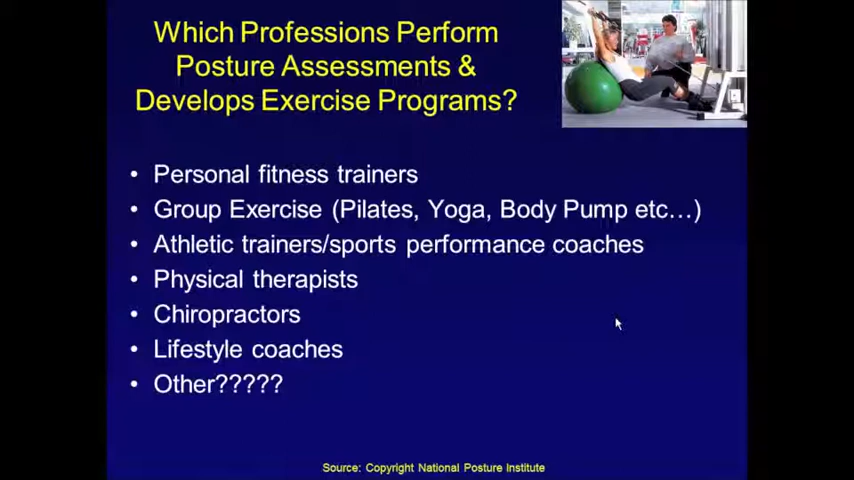 Which Professions Perform
Posture Assessments &
Develops Exercise Programs?
• Personal fitness trainers
• Group Exercise (Pilates, Yoga, Body Pump etc…)
• Athletic trainers/sports performance coaches
• Physical therapists
• Chiropractors
• Lifestyle coaches
• Other?????
Source: Copyright National Posture Institute